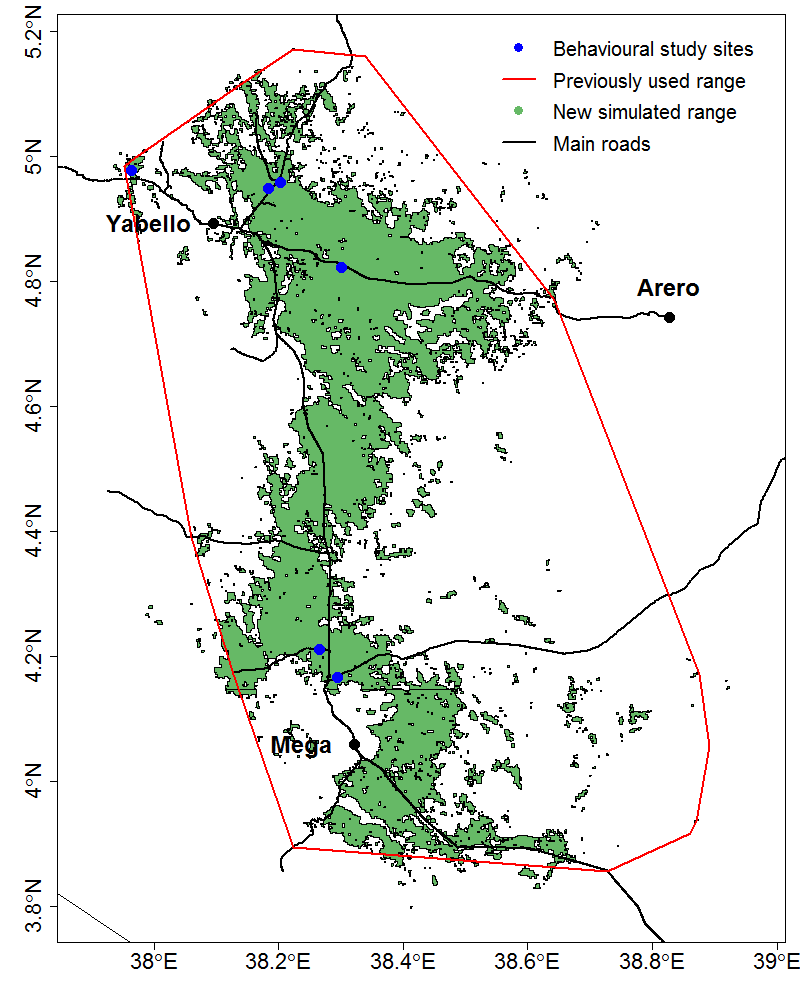 Behavioural study sites
Previously used range
New simulated range
Main roads
Yabello
Arero
Mega
5.2°N
5°N
4.8°N
4.6°N
4.4°N
4.2°N
4°N
3.8°N
38°E
38.2°E
38.4°E
38.6°E
38.8°E
39°E